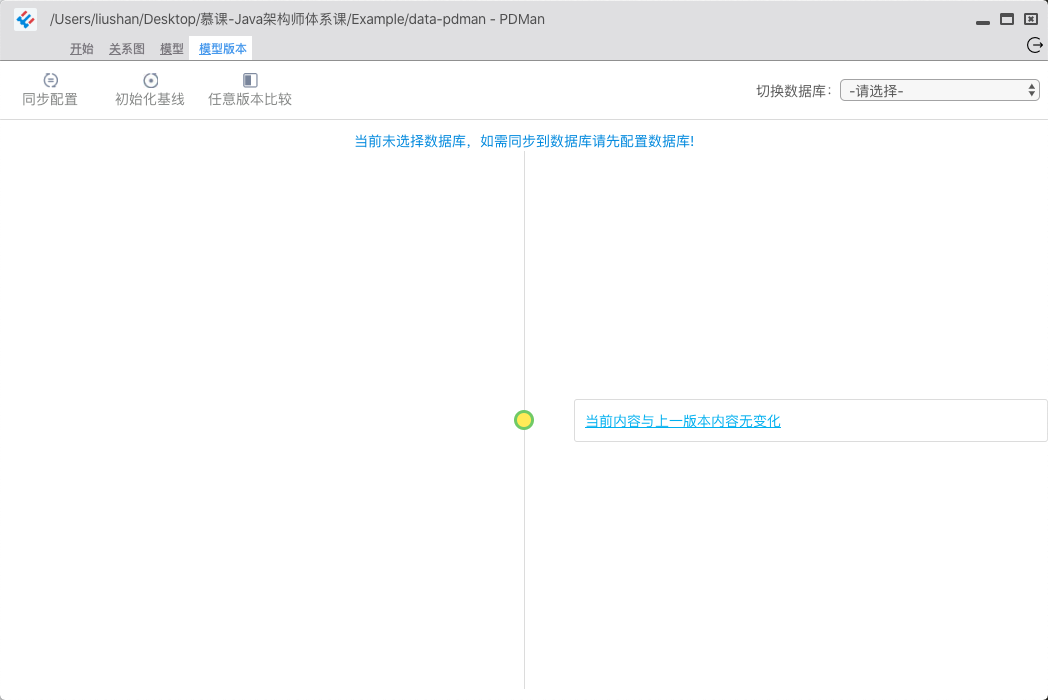 /Users/liushan/Desktop/慕课-Java架构师体系课/Example/data-pdman - PDMan
开始 关系图 模型 模型版本
同步配置 初始化基线 任意版本比较 切换数据库： -请选择-
当前未选择数据库，如需同步到数据库请先配置数据库!
当前内容与上一版本内容无变化